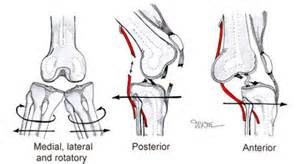 Medial, lateral
and rotatory
Posterior
Anterior